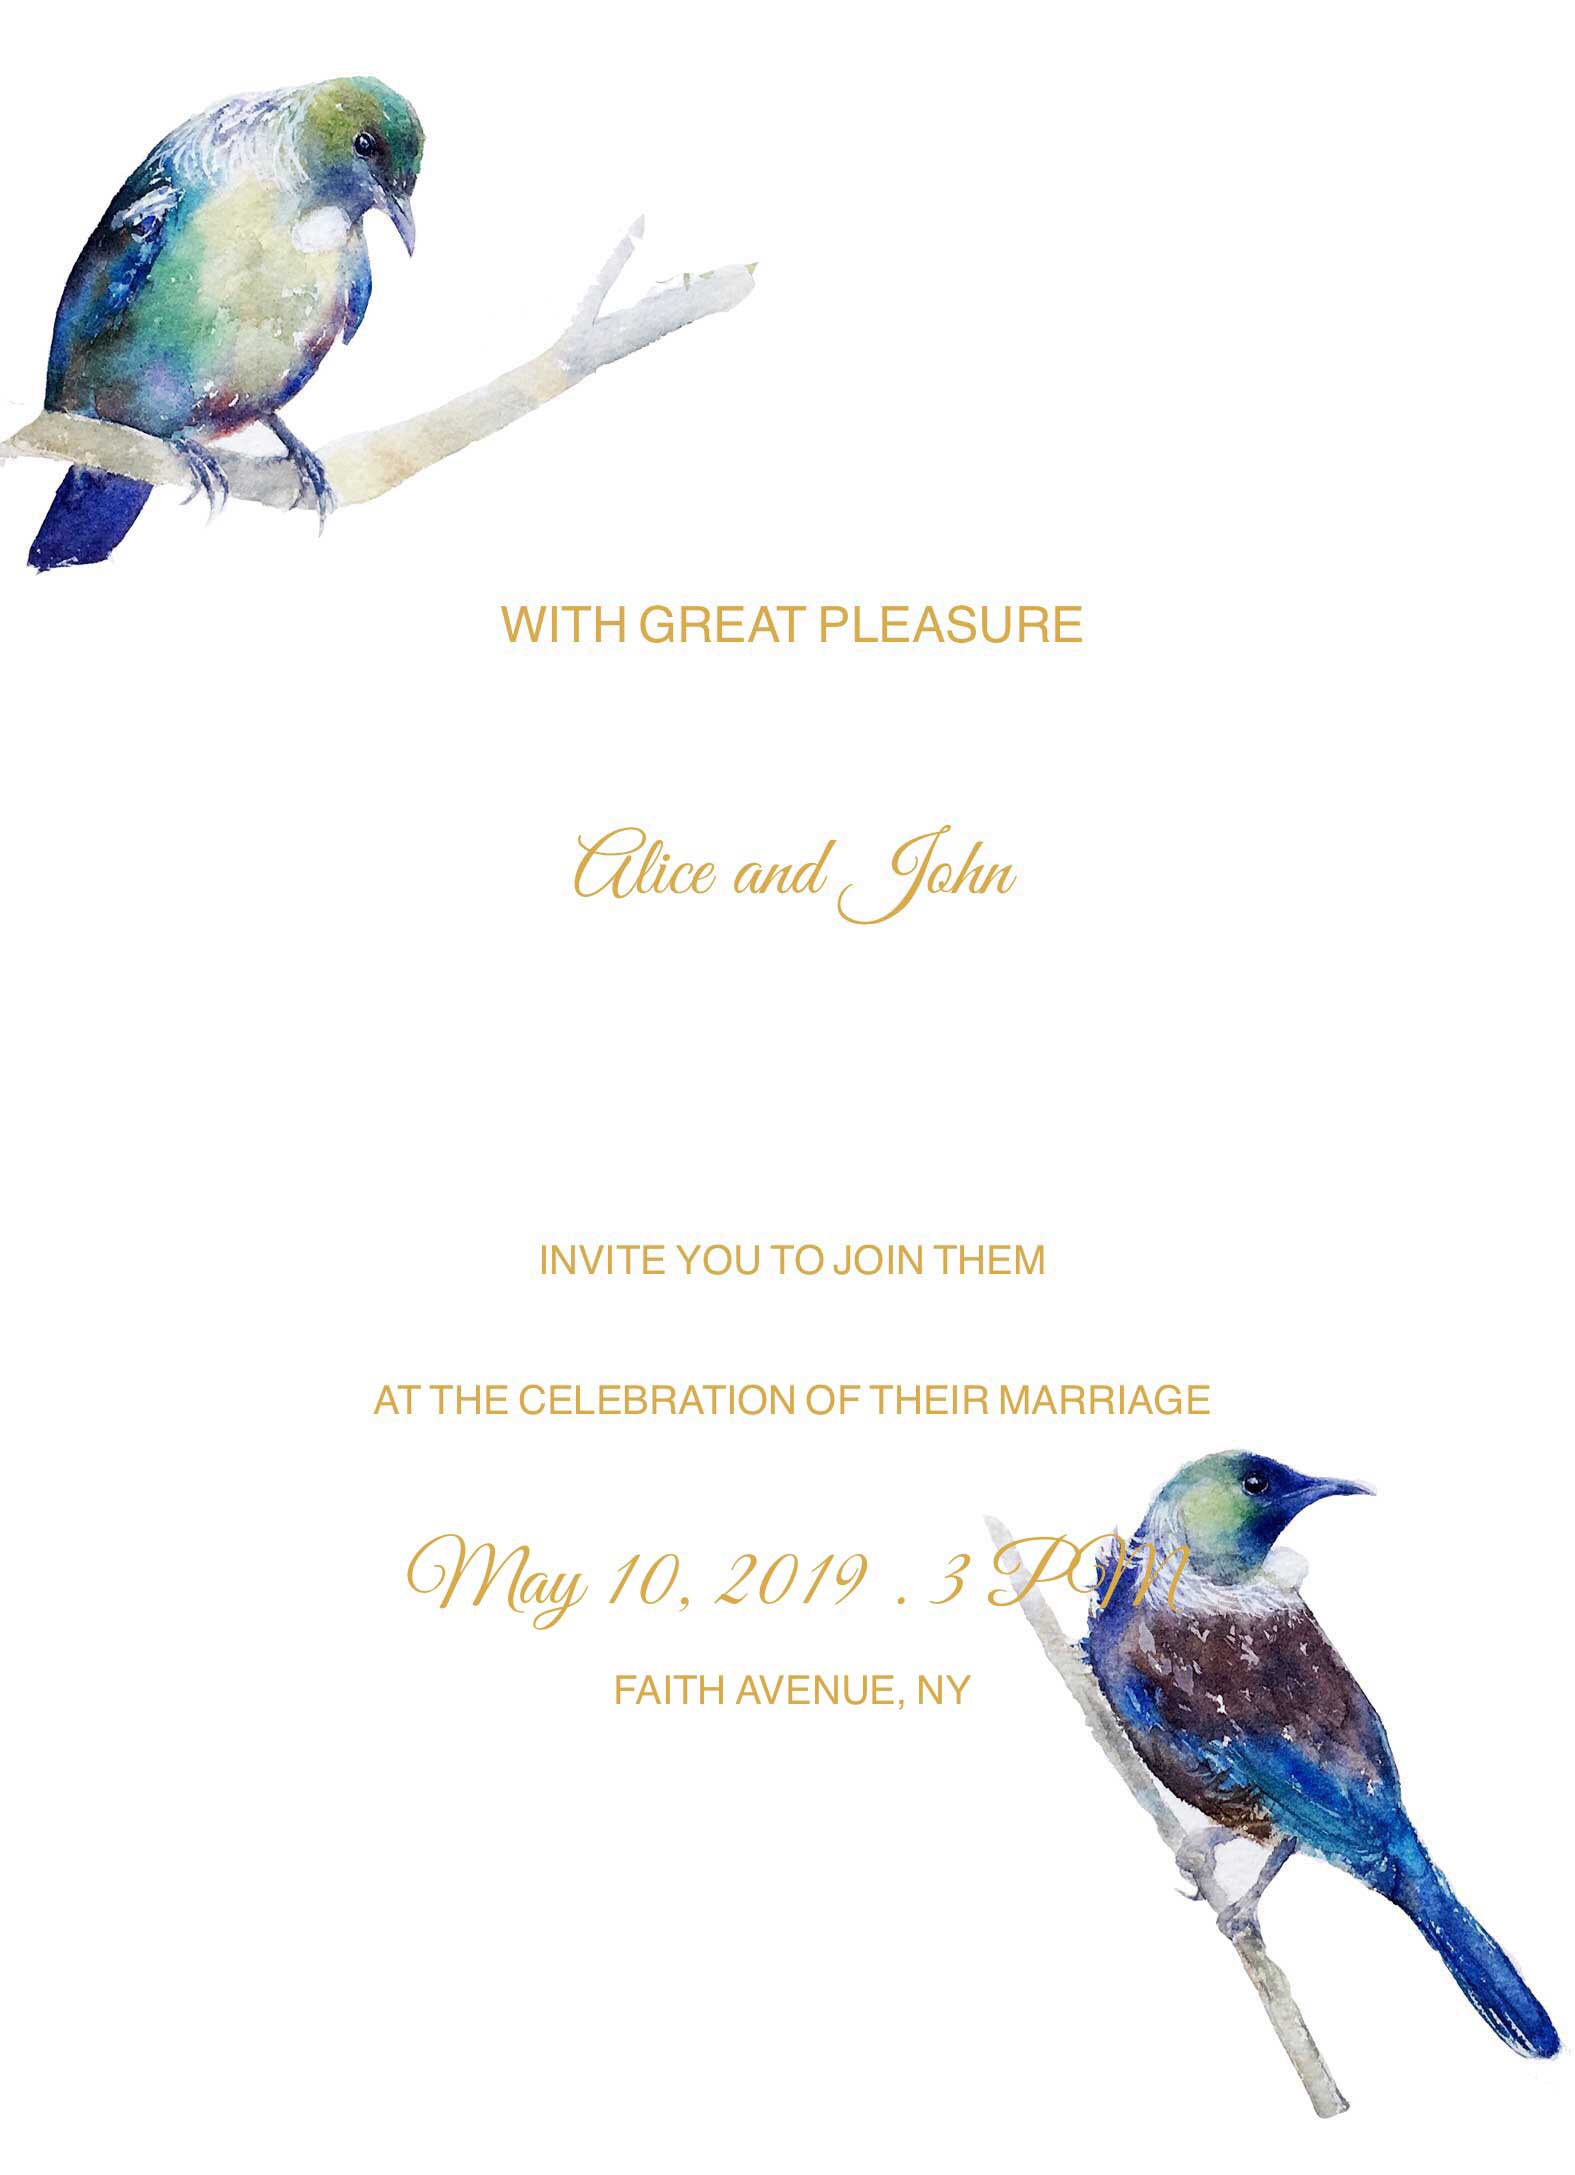 WITH GREAT PLEASURE
Alice and John
INVITE YOU TO JOIN THEM
AT THE CELEBRATION OF THEIR MARRIAGE
May 10, 2019 . 3 PM
FAITH AVENUE, NY